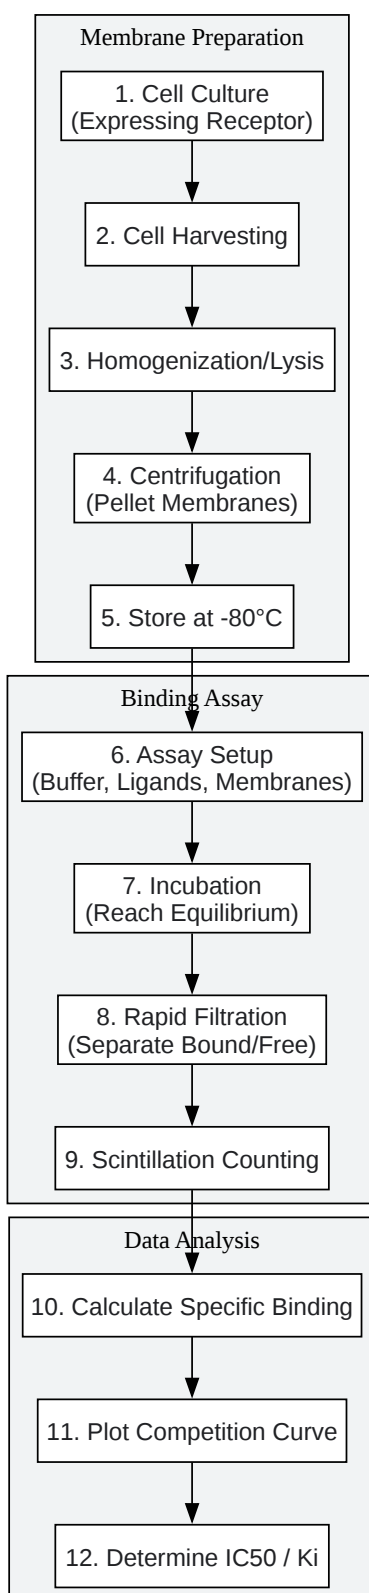 Membrane Preparation
1. Cell Culture
(Expressing Receptor)
2. Cell Harvesting
3. Homogenization/Lysis
4. Centrifugation
(Pellet Membranes)
5. Store at -80°C
Binding Assay
6. Assay Setup
(Buffer, Ligands, Membranes)
7. Incubation
(Reach Equilibrium)
8. Rapid Filtration
(Separate Bound/Free)
9. Scintillation Counting
Data Analysis
10. Calculate Specific Binding
11. Plot Competition Curve
12. Determine IC50 / Ki